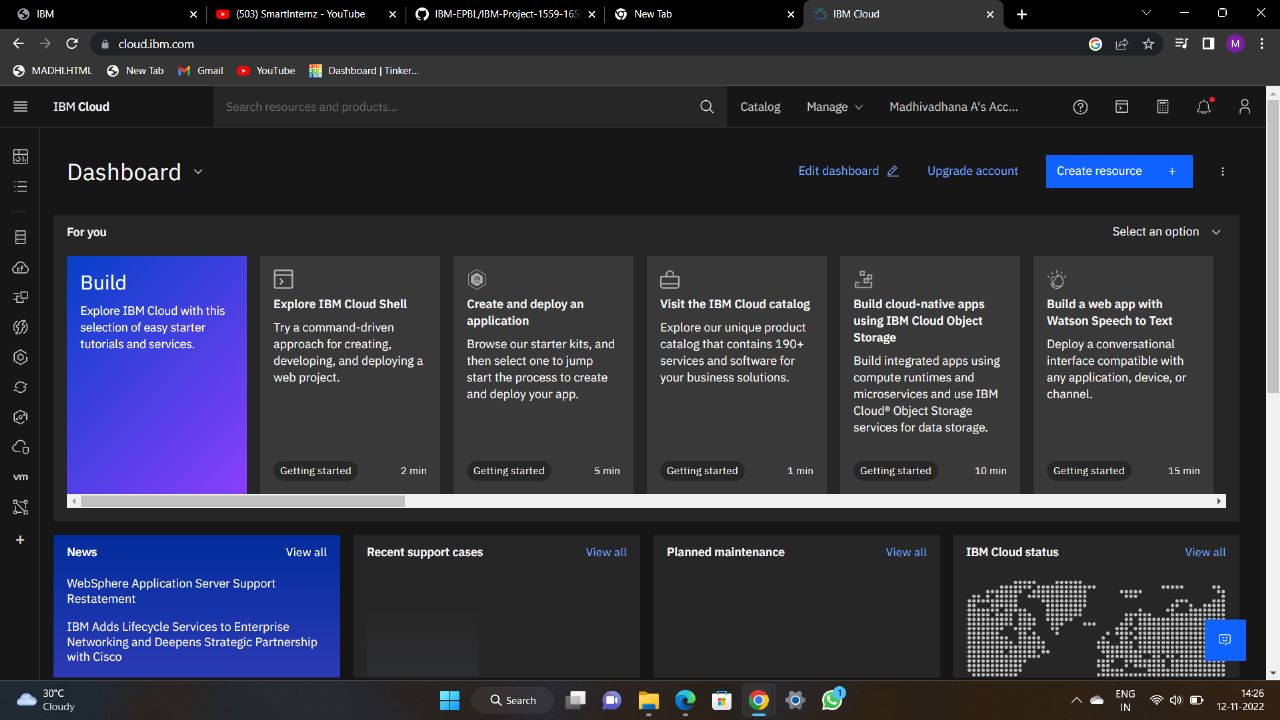 IBM
(503) SmartInternz - YouTube
IBM-EPBL/IBM-Project-1559-165
New Tab
IBM Cloud
cloud.ibm.com
M
MADHI.HTML
New Tab
Gmail
YouTube
Dashboard | Tinker...
IBM Cloud
Search resources and products...
Catalog
Manage
Madhivadhana A's Acc...
Dashboard
Edit dashboard
Upgrade account
Create resource +
For you
Select an option
Build
Explore IBM Cloud with this
selection of easy starter
tutorials and services.
Explore IBM Cloud Shell
Try a command-driven
approach for creating,
developing, and deploying a
web project.
Getting started
2 min
Create and deploy an
application
Browse our starter kits, and
then select one to jump
start the process to create
and deploy your app.
Getting started
5 min
Visit the IBM Cloud catalog
Explore our unique product
catalog that contains 190+
services and software for
your business solutions.
Getting started
1 min
Build cloud-native apps
using IBM Cloud Object
Storage
Build integrated apps using
compute runtimes and
microservices and use IBM
Cloud® Object Storage
services for data storage.
Getting started
10 min
Build a web app with
Watson Speech to Text
Deploy a conversational
interface compatible with
any application, device, or
channel.
Getting started
15 min
vm
News
View all
WebSphere Application Server Support
Restatement
IBM Adds Lifecycle Services to Enterprise
Networking and Deepens Strategic Partnership
with Cisco
Recent support cases
View all
Planned maintenance
View all
IBM Cloud status
View all
30°C
Cloudy
Search
1
ENG
IN
14:26
12-11-2022